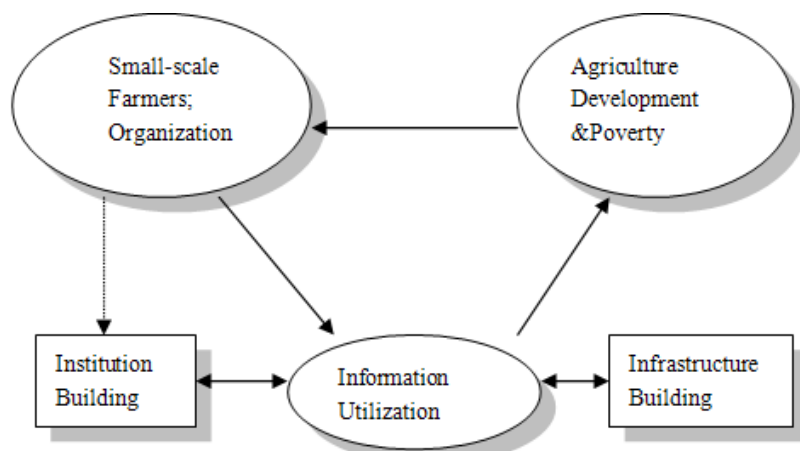 Small-scale
Farmers;
Organization
Agriculture
Development
&Poverty
Institution
Building
Information
Utilization
Infrastructure
Building